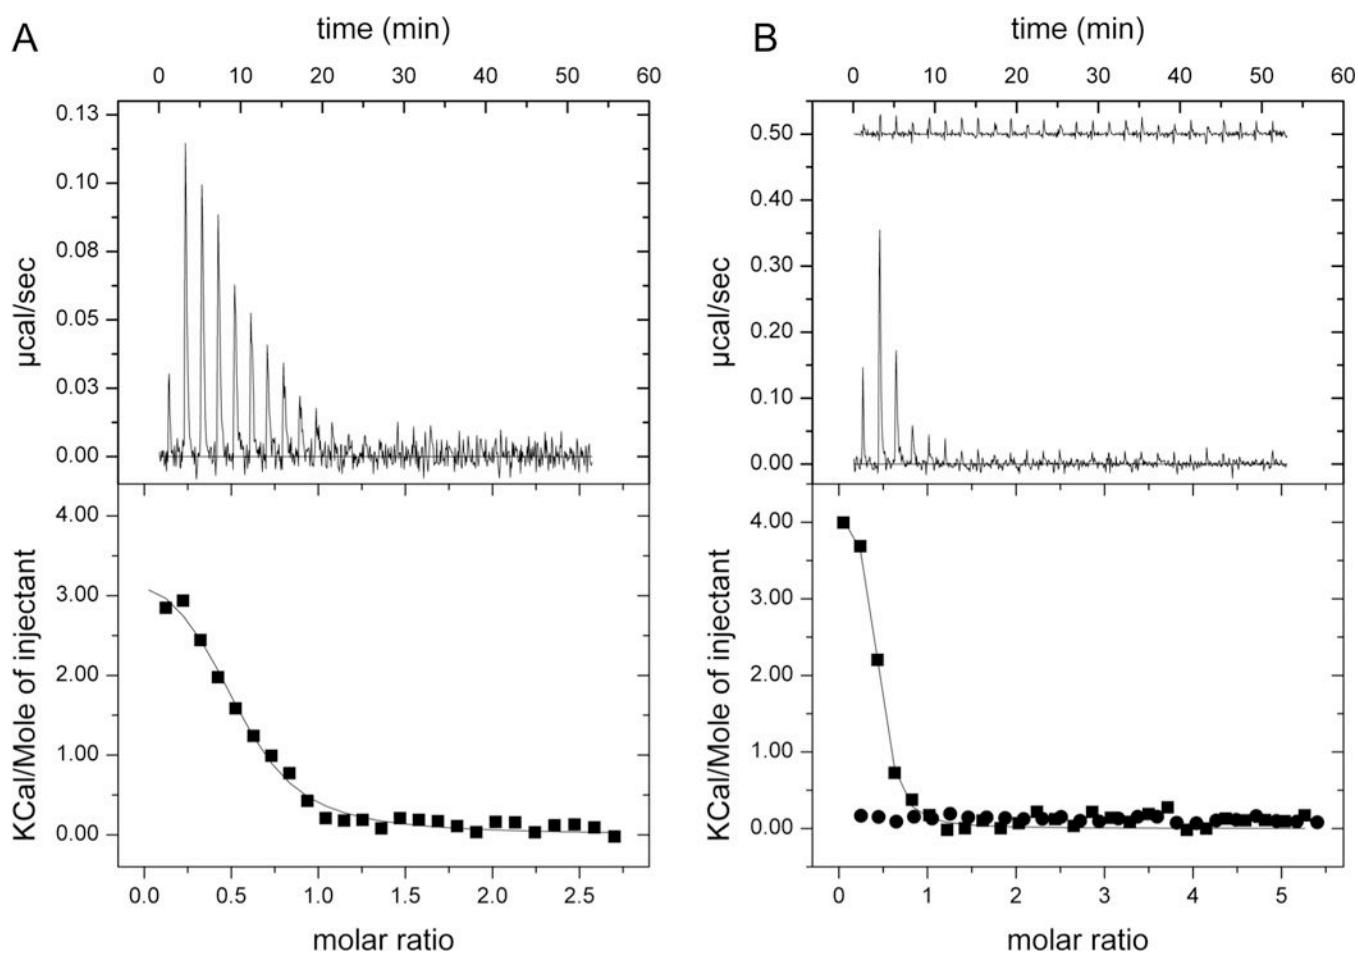 A
time (min)
0 10 20 30 40 50 60
µcal/sec
0.13
0.10
0.08
0.05
0.03
0.00
KCal/Mole of injectant
4.00
3.00
2.00
1.00
0.00
0.0 0.5 1.0 1.5 2.0 2.5
molar ratio
B
time (min)
0 10 20 30 40 50 60
µcal/sec
0.50
0.40
0.30
0.20
0.10
0.00
KCal/Mole of injectant
4.00
3.00
2.00
1.00
0.00
0 1 2 3 4 5
molar ratio